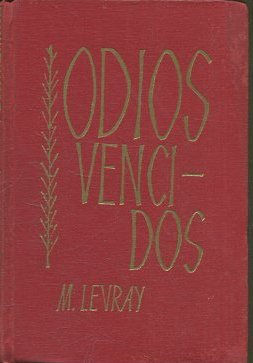 ODIOS
VENCI-
DOS
M. LEVRAY